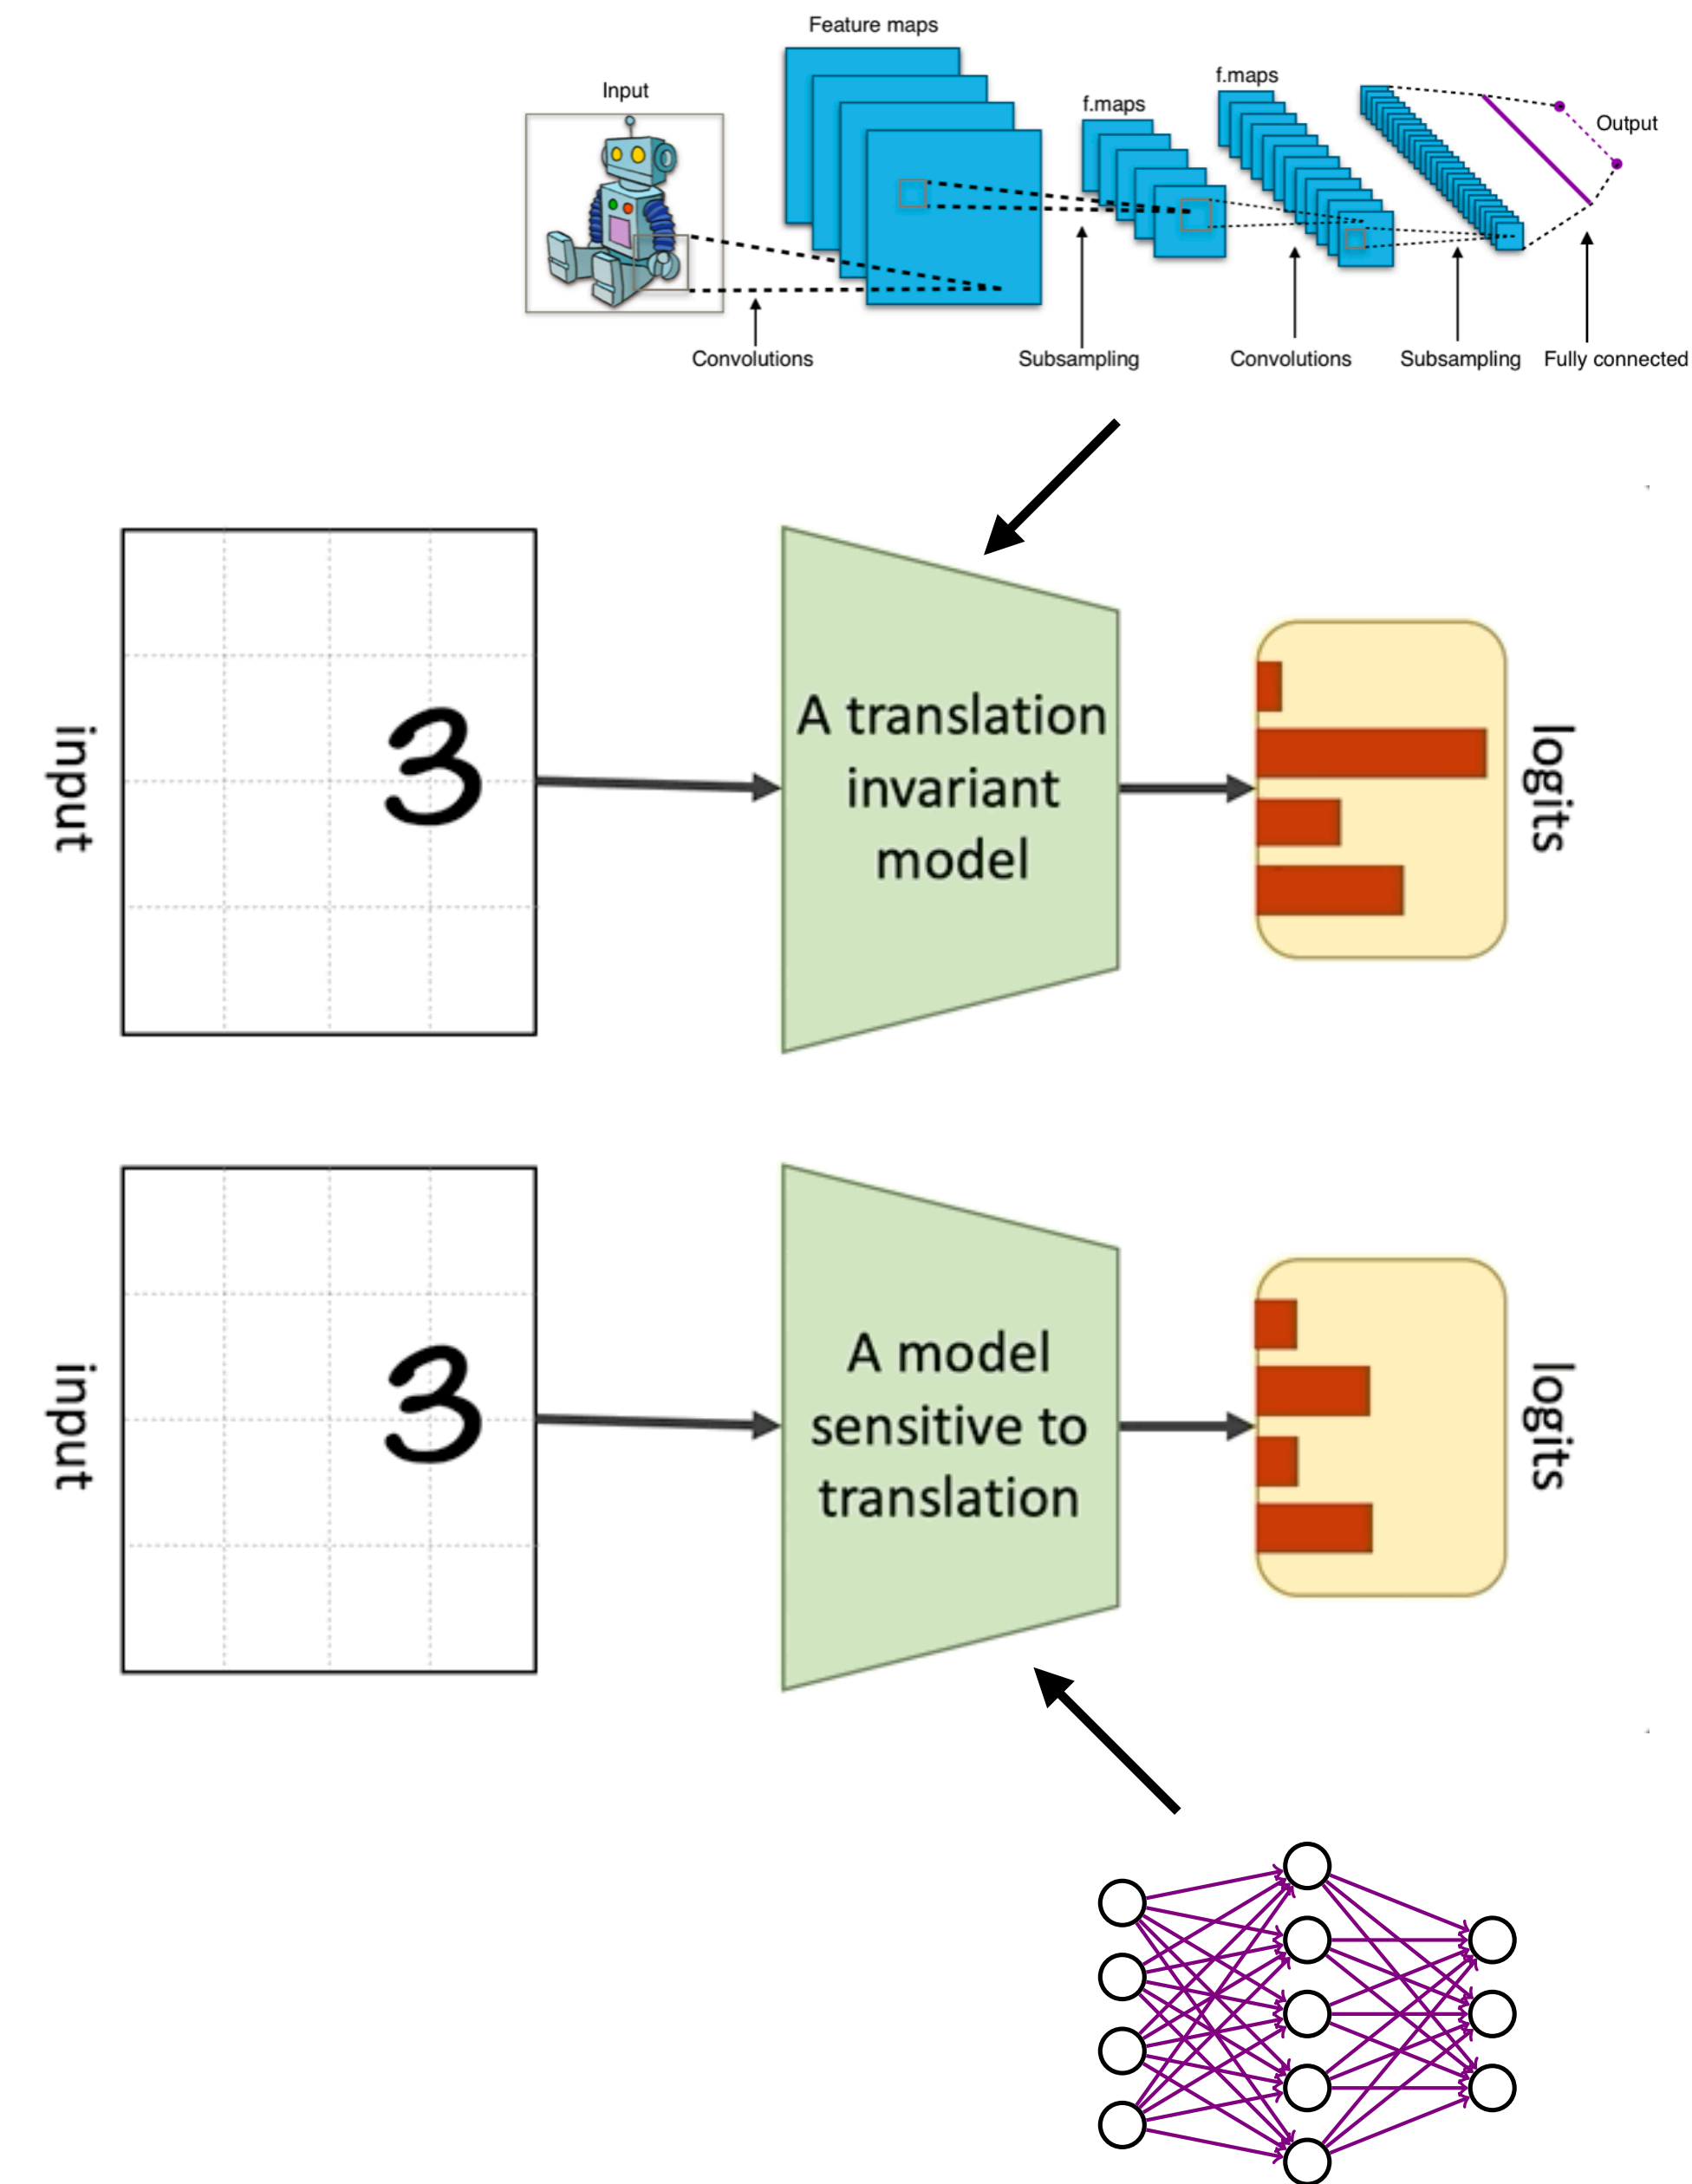 Feature maps
f.maps
Input
f.maps
Output
Convolutions
Subsampling
Convolutions
Subsampling
Fully connected
input
3
A translation
invariant
model
logits
input
3
A model
sensitive to
translation
logits